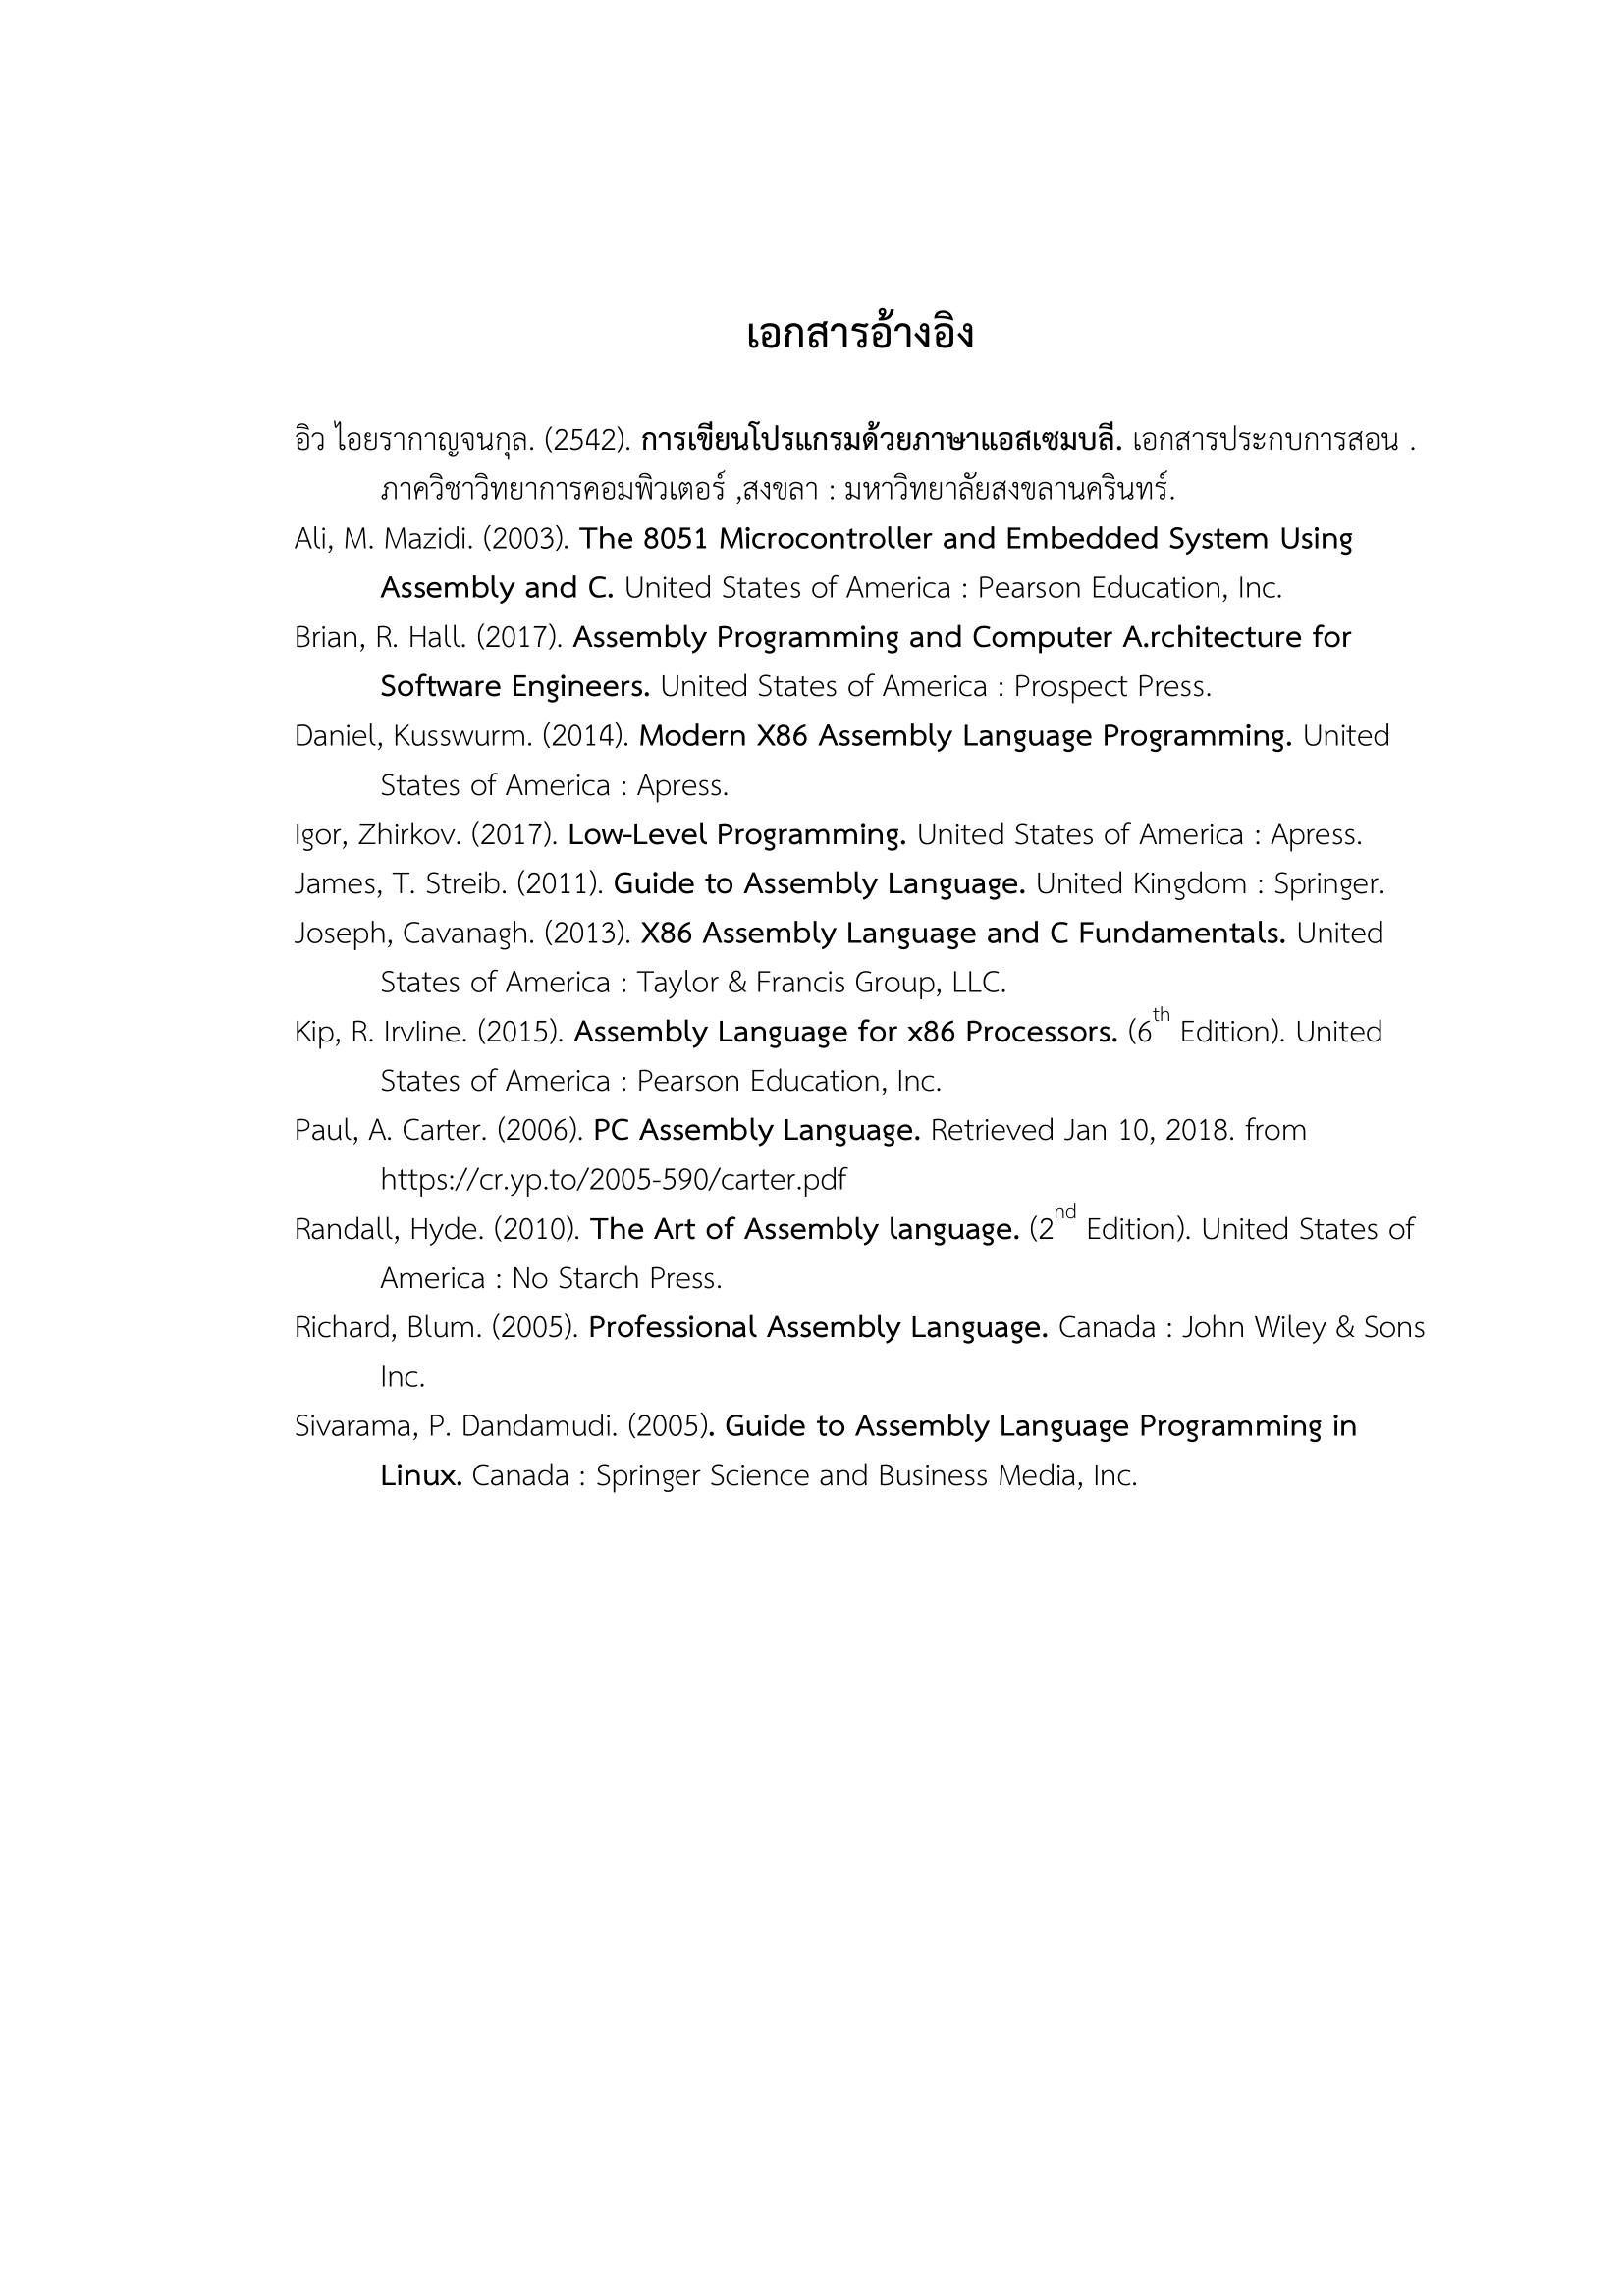 เอกสารอ้างอิง
อิว ไอยรากาญจนกุล. (2542). การเขียนโปรแกรมด้วยภาษาแอสเซมบลี. เอกสารประกบการสอน .
ภาควิชาวิทยาการคอมพิวเตอร์ ,สงขลา : มหาวิทยาลัยสงขลานครินทร์.
Ali, M. Mazidi. (2003). The 8051 Microcontroller and Embedded System Using
Assembly and C. United States of America : Pearson Education, Inc.
Brian, R. Hall. (2017). Assembly Programming and Computer A.rchitecture for
Software Engineers. United States of America : Prospect Press.
Daniel, Kusswurm. (2014). Modern X86 Assembly Language Programming. United
States of America : Apress.
Igor, Zhirkov. (2017). Low-Level Programming. United States of America : Apress.
James, T. Streib. (2011). Guide to Assembly Language. United Kingdom : Springer.
Joseph, Cavanagh. (2013). X86 Assembly Language and C Fundamentals. United
States of America : Taylor & Francis Group, LLC.
Kip, R. IrvIine. (2015). Assembly Language for x86 Processors. (6th Edition). United
States of America : Pearson Education, Inc.
Paul, A. Carter. (2006). PC Assembly Language. Retrieved Jan 10, 2018. from
https://cr.yp.to/2005-590/carter.pdf
Randall, Hyde. (2010). The Art of Assembly language. (2nd Edition). United States of
America : No Starch Press.
Richard, Blum. (2005). Professional Assembly Language. Canada : John Wiley & Sons
Inc.
Sivarama, P. Dandamudi. (2005). Guide to Assembly Language Programming in
Linux. Canada : Springer Science and Business Media, Inc.